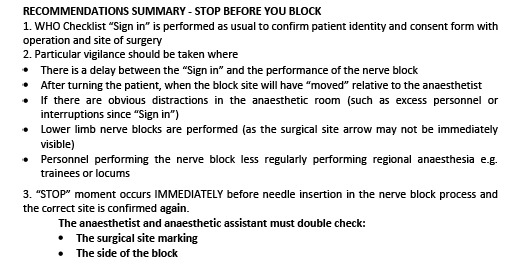 RECOMMENDATIONS SUMMARY - STOP BEFORE YOU BLOCK
1. WHO Checklist “Sign in” is performed as usual to confirm patient identity and consent form with
operation and site of surgery
2. Particular vigilance should be taken where
• There is a delay between the “Sign in” and the performance of the nerve block
• After turning the patient, when the block site will have “moved” relative to the anaesthetist
• If there are obvious distractions in the anaesthetic room (such as excess personnel or
interruptions since “Sign in”)
• Lower limb nerve blocks are performed (as the surgical site arrow may not be immediately
visible)
• Personnel performing the nerve block less regularly performing regional anaesthesia e.g.
trainees or locums
3. “STOP” moment occurs IMMEDIATELY before needle insertion in the nerve block process and
the correct site is confirmed again.
The anaesthetist and anaesthetic assistant must double check:
• The surgical site marking
• The side of the block